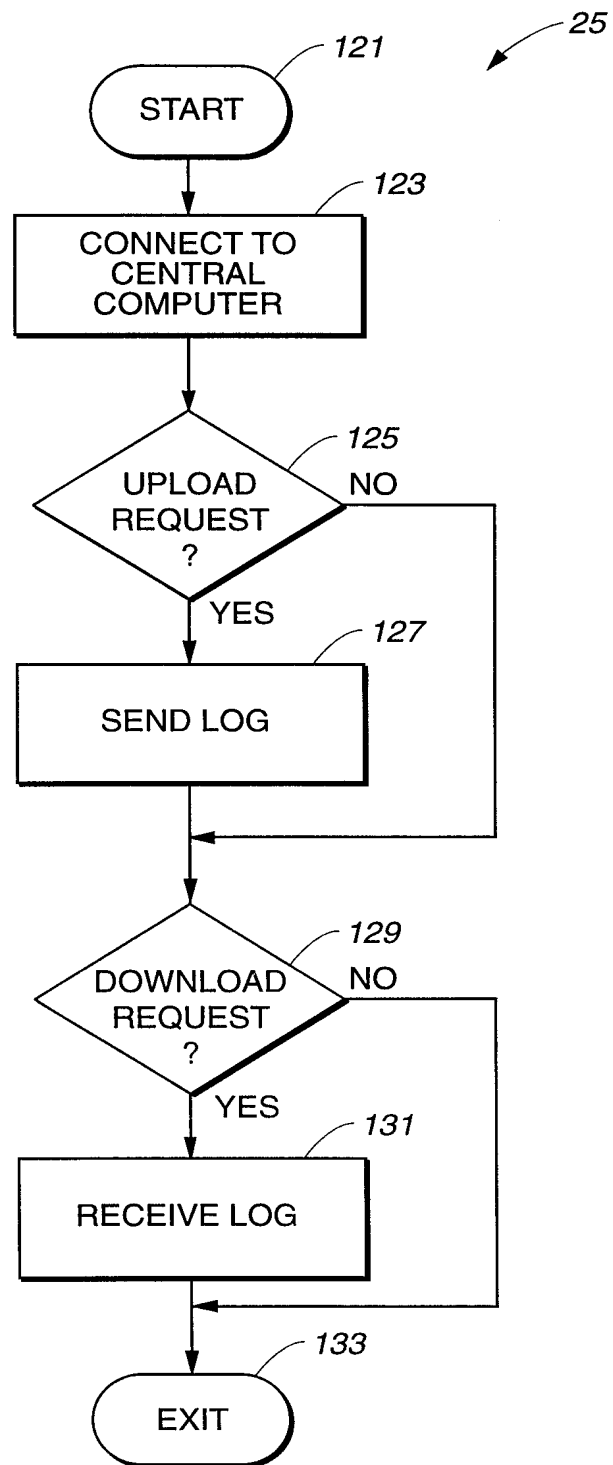 25
121
START
123
CONNECT TO
CENTRAL
COMPUTER
125
UPLOAD
REQUEST
?
NO
YES
127
SEND LOG
129
DOWNLOAD
REQUEST
?
NO
YES
131
RECEIVE LOG
133
EXIT